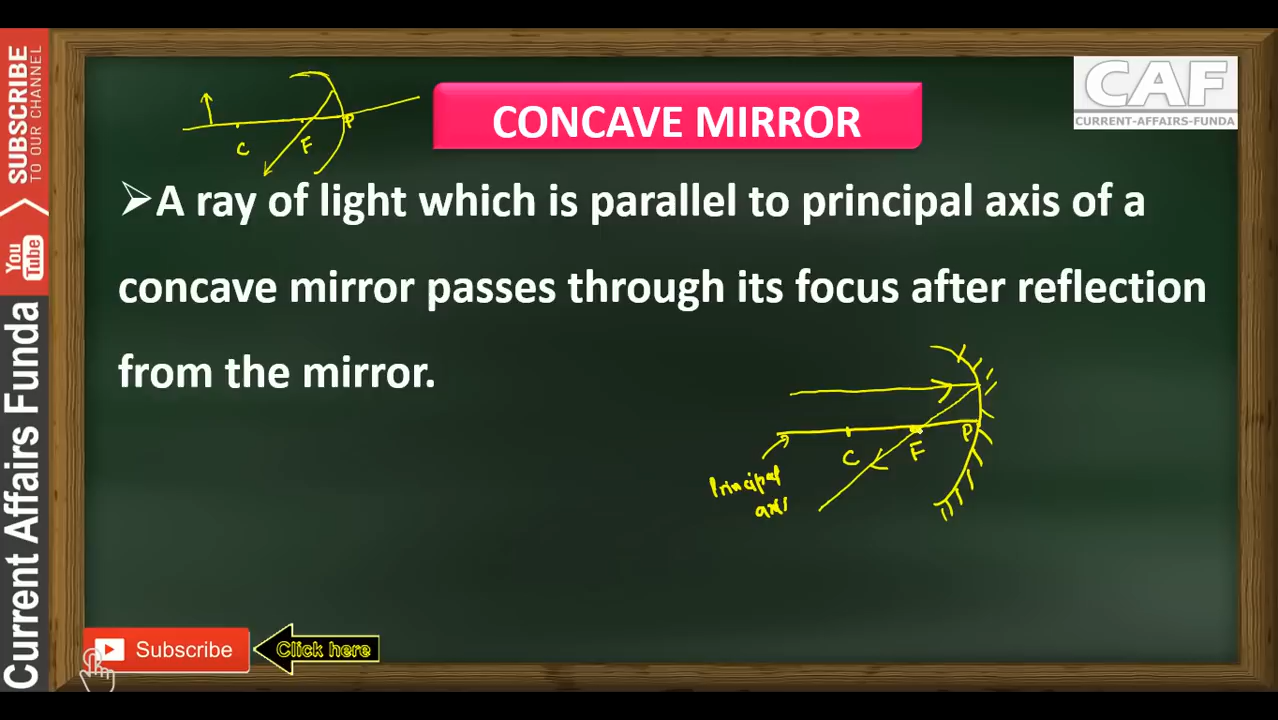 SUBSCRIBE
TO OUR CHANNEL
You
Tube
Current Affairs Funda
C
F
P
CONCAVE MIRROR
CAF
CURRENT-AFFAIRS-FUNDA
➢A ray of light which is parallel to principal axis of a
concave mirror passes through its focus after reflection
from the mirror.
C
F
P
Principal
axis
Subscribe
Click here